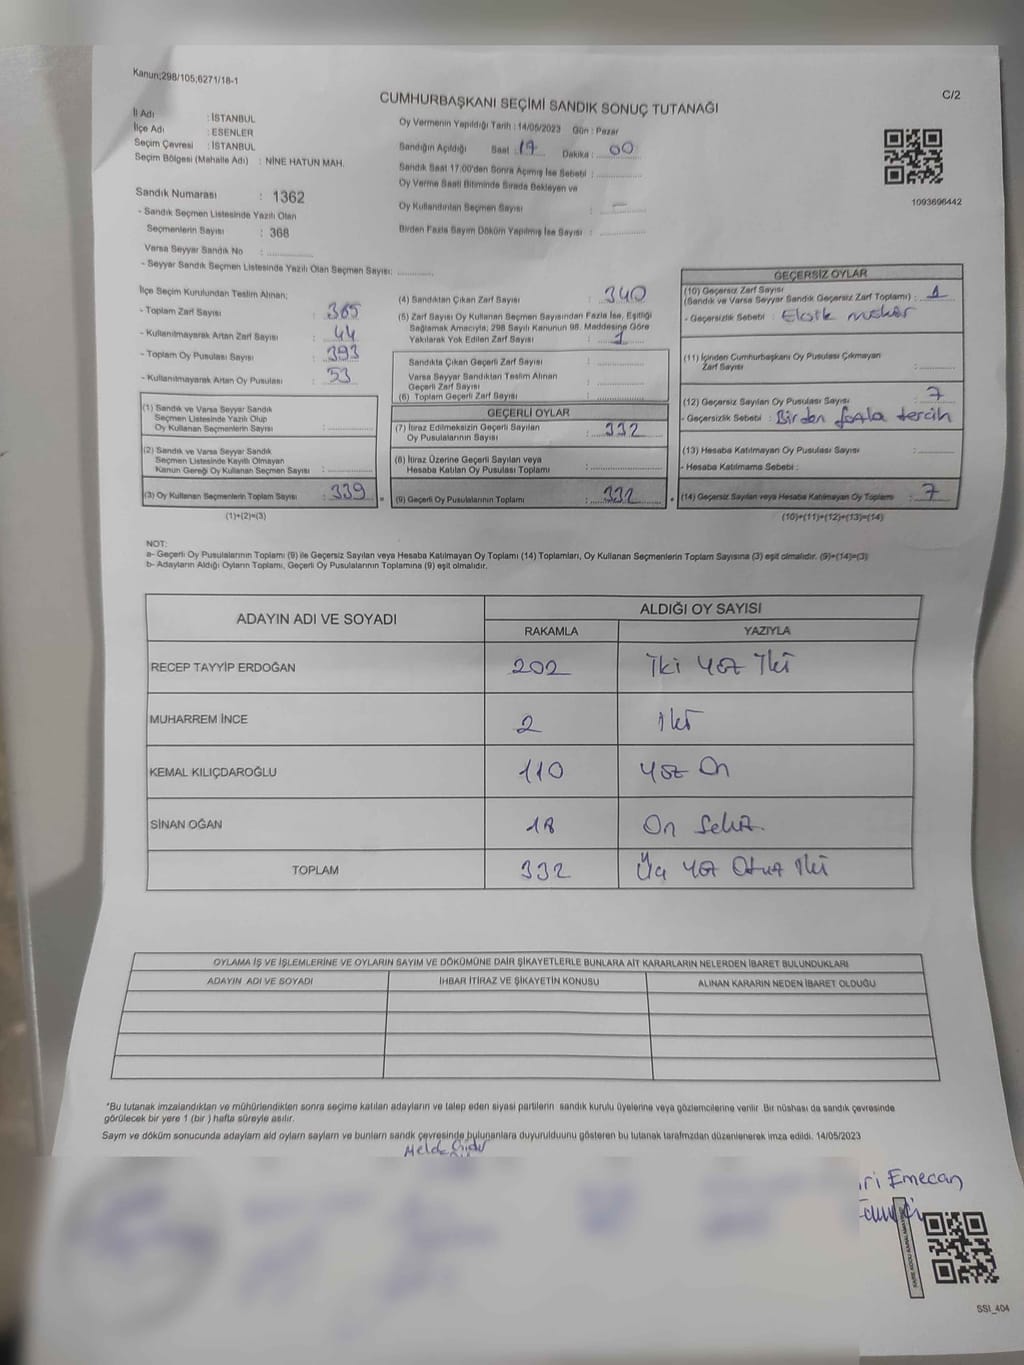 Kanun;298/105;6271/18-1
C/2
CUMHURBAŞKANI SEÇİMİ SANDIK SONUÇ TUTANAĞI
İl Adı : İSTANBUL
İlçe Adı : ESENLER
Seçim Çevresi : İSTANBUL
Seçim Bölgesi (Mahalle Adı) : NİNE HATUN MAH.
Sandık Numarası : 1362
- Sandık Seçmen Listesinde Yazılı Olan
Seçmenlerin Sayısı : 368
Varsa Seyyar Sandık No :
- Seyyar Sandık Seçmen Listesinde Yazılı Olan Seçmen Sayısı:
Oy Vermenin Yapıldığı Tarih : 14/05/2023 Gün : Pazar
Sandığın Açıldığı Saat : 17 Dakika : 00
Sandık Saat 17.00'den Sonra Açımış İse Sebebi :
Oy Verme Saati Bitiminde Sırada Bekleyen ve
Oy Kullandırılan Seçmen Sayısı : –
Birden Fazla Sayım Döküm Yapılmış İse Sayısı :
1093696442
İlçe Seçim Kurulundan Teslim Alınan;
- Toplam Zarf Sayısı : 385
- Kullanılmayarak Artan Zarf Sayısı : 44
- Toplam Oy Pusulası Sayısı : 393
- Kullanılmayarak Artan Oy Pusulası : 53
(1) Sandık ve Varsa Seyyar Sandık
Seçmen Listesinde Yazılı Olup
Oy Kullanan Seçmenlerin Sayısı :
(2) Sandık ve Varsa Seyyar Sandık
Seçmen Listesinde Kayıtlı Olmayan
Kanun Gereği Oy Kullanan Seçmen Sayısı :
(3) Oy Kullanan Seçmenlerin Toplam Sayısı : 339
(1)+(2)=(3)
=
(4) Sandıktan Çıkan Zarf Sayısı : 340
(5) Zarf Sayısı Oy Kullanan Seçmen Sayısından Fazla İse, Eşitliği
Sağlamak Amacıyla; 298 Sayılı Kanunun 98. Maddesine Göre
Yakılarak Yok Edilen Zarf Sayısı : 1
Sandıkta Çıkan Geçerli Zarf Sayısı :
Varsa Seyyar Sandıktan Teslim Alınan
Geçerli Zarf Sayısı :
(6) Toplam Geçerli Zarf Sayısı :
GEÇERLİ OYLAR
(7) İtiraz Edilmeksizin Geçerli Sayılan
Oy Pusulalarının Sayısı : 332
(8) İtiraz Üzerine Geçerli Sayılan veya
Hesaba Katılan Oy Pusulası Toplamı :
(9) Geçerli Oy Pusulalarının Toplamı : 332
+
GEÇERSİZ OYLAR
(10) Geçersiz Zarf Sayısı
(Sandık ve Varsa Seyyar Sandık Geçersiz Zarf Toplamı) : 1
- Geçersizlik Sebebi : Eksik mühür
(11) İçinden Cumhurbaşkanı Oy Pusulası Çıkmayan
Zarf Sayısı :
(12) Geçersiz Sayılan Oy Pusulası Sayısı : 7
- Geçersizlik Sebebi : Birden fazla tercih
(13) Hesaba Katılmayan Oy Pusulası Sayısı :
- Hesaba Katılmama Sebebi :
(14) Geçersiz Sayılan veya Hesaba Katılmayan Oy Toplamı : 7
(10)+(11)+(12)+(13)=(14)
NOT:
a- Geçerli Oy Pusulalarının Toplamı (9) ile Geçersiz Sayılan veya Hesaba Katılmayan Oy Toplamı (14) Toplamları, Oy Kullanan Seçmenlerin Toplam Sayısına (3) eşit olmalıdır. (9)+(14)=(3)
b- Adayların Aldığı Oyların Toplamı, Geçerli Oy Pusulalarının Toplamına (9) eşit olmalıdır.
ADAYIN ADI VE SOYADI
ALDIĞI OY SAYISI
RAKAMLA YAZIYLA
RECEP TAYYİP ERDOĞAN 202 İki yüz İki
MUHARREM İNCE 2 iki
KEMAL KILIÇDAROĞLU 110 yüz On
SİNAN OĞAN 18 On Sekiz
TOPLAM 332 Üç yüz Otuz iki
OYLAMA İŞ VE İŞLEMLERİNE VE OYLARIN SAYIM VE DÖKÜMÜNE DAİR ŞİKAYETLERLE BUNLARA AİT KARARLARIN NELERDEN İBARET BULUNDUKLARI
ADAYIN ADI VE SOYADI İHBAR İTİRAZ VE ŞİKAYETİN KONUSU ALINAN KARARIN NEDEN İBARET OLDUĞU
*Bu tutanak imzalandıktan ve mühürlendikten sonra seçime katılan adayların ve talep eden siyasi partilerin sandık kurulu üyelerine veya gözlemcilerine verilir. Bir nüshası da sandık çevresinde
görülecek bir yere 1 (bir ) hafta süreyle asılır.
Sayım ve döküm sonucunda adayların ald oyların sayların ve bunların sandk çevresinde bulunanlara duyurulduunu gösteren bu tutanak tarafmzdan düzenlenerek imza edildi. 14/05/2023
Emecan
SSI_404